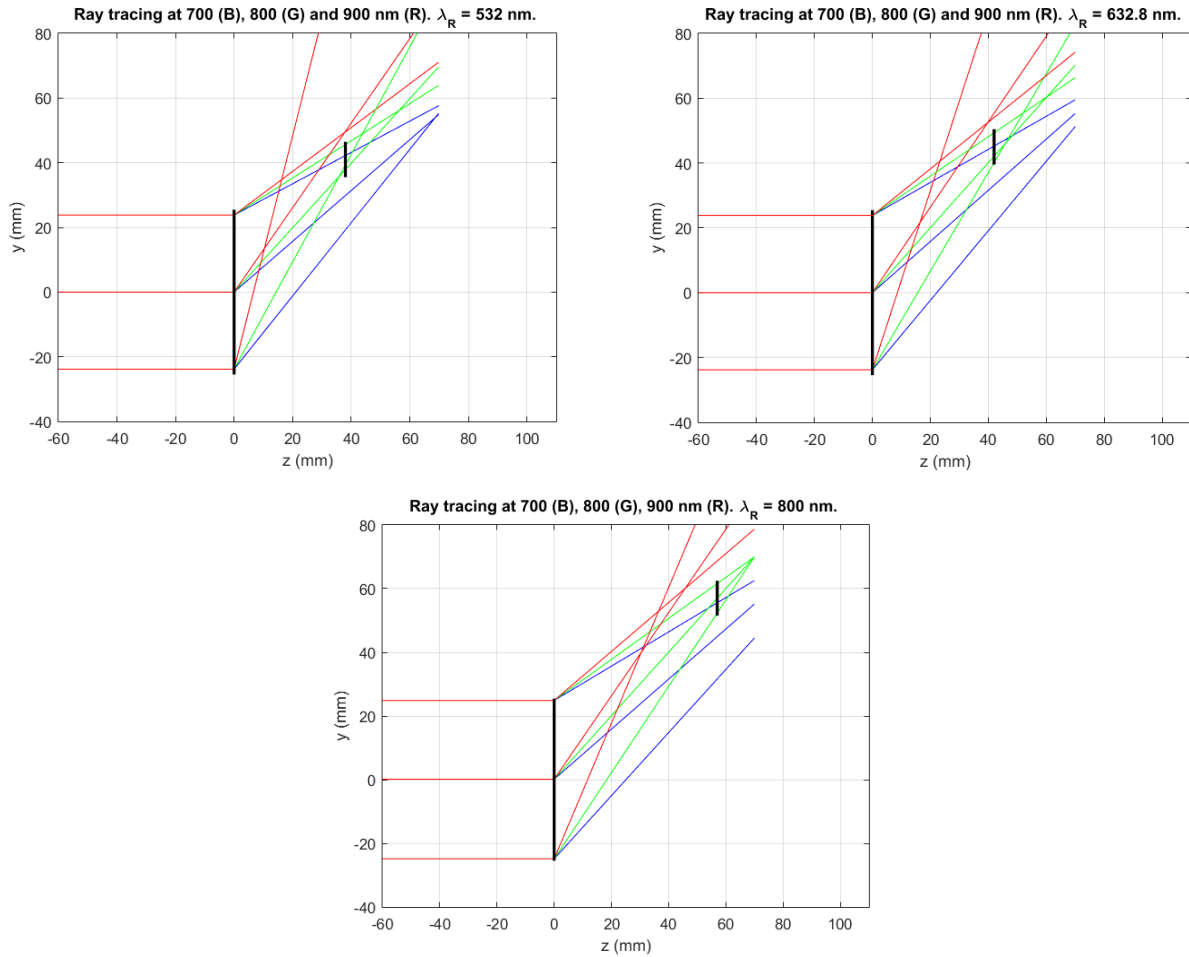 Ray tracing at 700 (B), 800 (G) and 900 nm (R). λ_R = 532 nm.
80
60
40
20
0
-20
-40
y (mm)
-60 -40 -20 0 20 40 60 80 100
z (mm)
Ray tracing at 700 (B), 800 (G) and 900 nm (R). λ_R = 632.8 nm.
80
60
40
20
0
-20
-40
y (mm)
-60 -40 -20 0 20 40 60 80 100
z (mm)
Ray tracing at 700 (B), 800 (G), 900 nm (R). λ_R = 800 nm.
80
60
40
20
0
-20
-40
y (mm)
-60 -40 -20 0 20 40 60 80 100
z (mm)